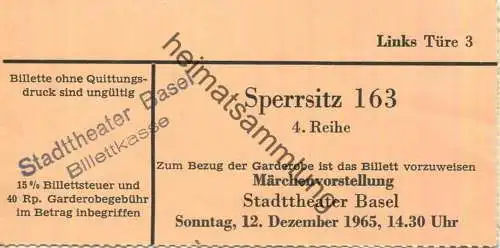 Links Türe 3
Billette ohne Quittungs-
druck sind ungültig
Stadttheater Basel
Billettkasse
15 % Billettsteuer und
40 Rp. Garderobegebühr
im Betrag inbegriffen
Sperrsitz 163
4. Reihe
Zum Bezug der Garderobe ist das Billett vorzuweisen
Märchenvorstellung
Stadttheater Basel
Sonntag, 12. Dezember 1965, 14.30 Uhr
heimatsammlung.de